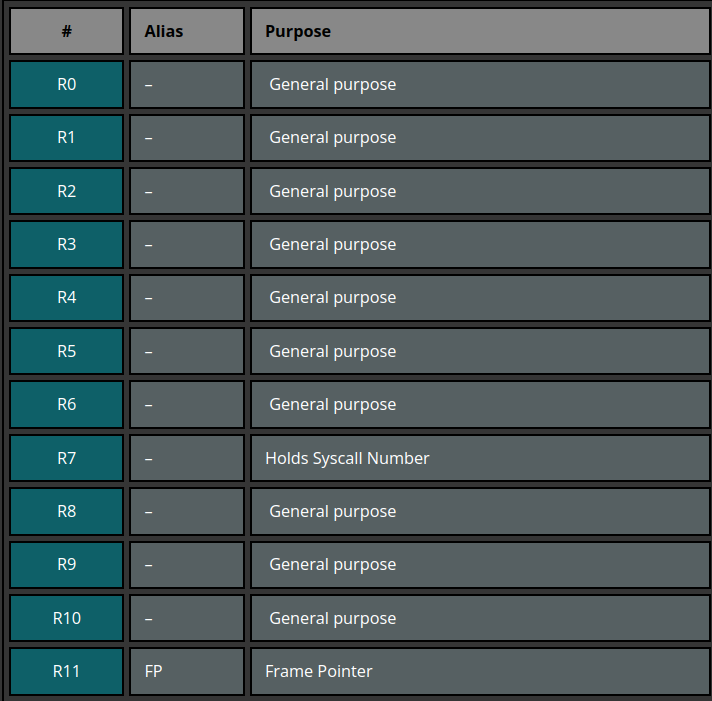 # Alias Purpose
R0 – General purpose
R1 – General purpose
R2 – General purpose
R3 – General purpose
R4 – General purpose
R5 – General purpose
R6 – General purpose
R7 – Holds Syscall Number
R8 – General purpose
R9 – General purpose
R10 – General purpose
R11 FP Frame Pointer